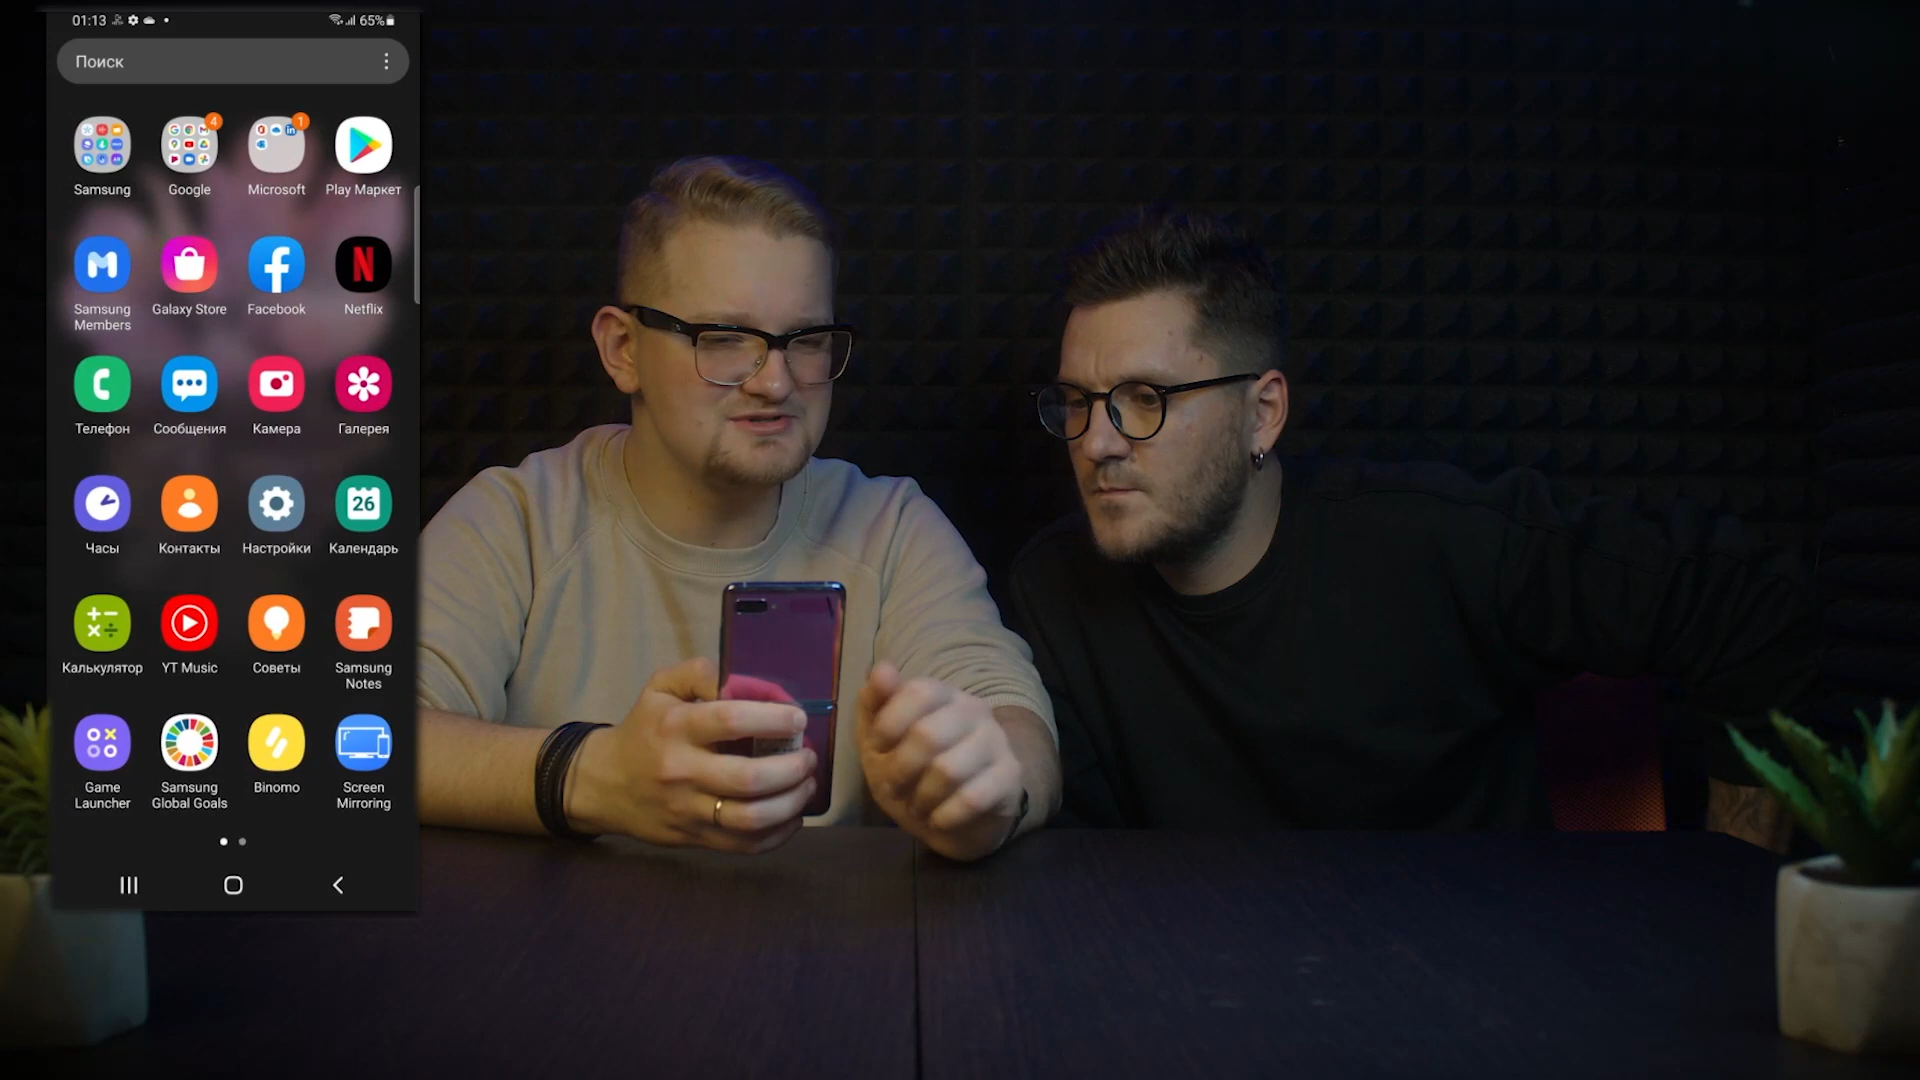 01:13 65%
Поиск
4 1
Samsung Google Microsoft Play Маркет
Samsung Members Galaxy Store Facebook Netflix
Телефон Сообщения Камера Галерея
26
Часы Контакты Настройки Календарь
Калькулятор YT Music Советы Samsung Notes
Game Launcher Samsung Global Goals Binomo Screen Mirroring